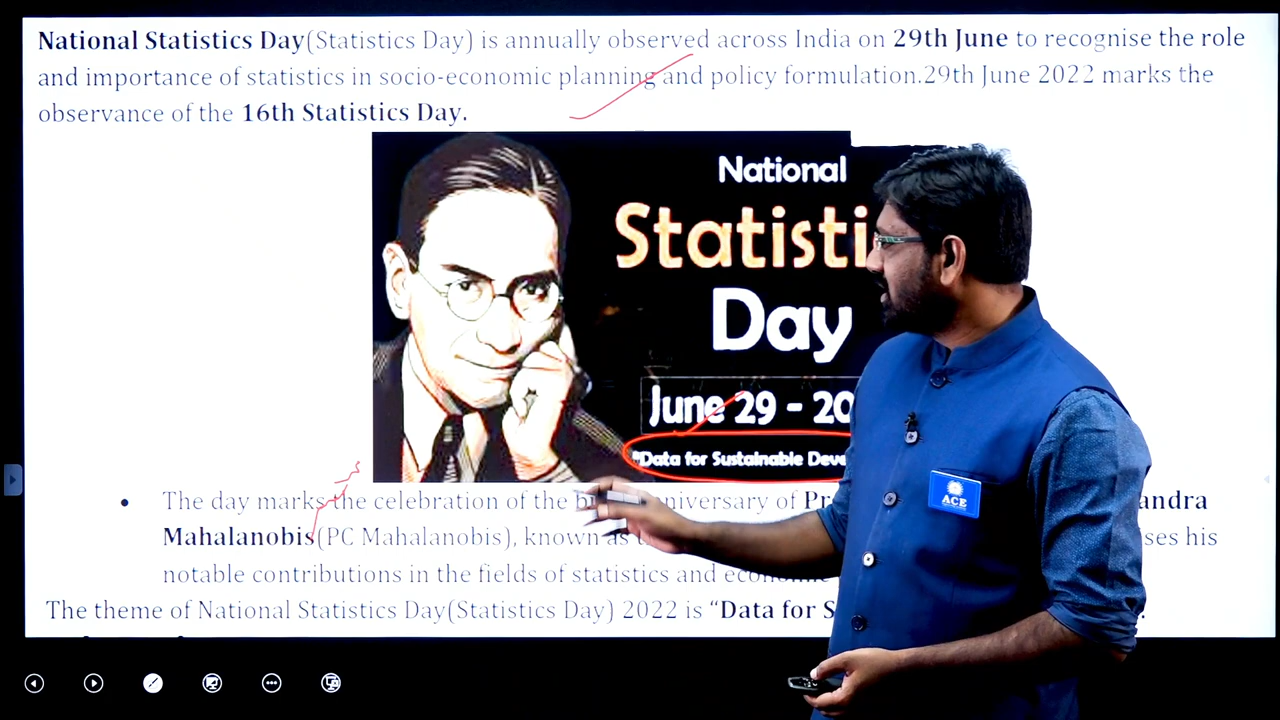 National Statistics Day(Statistics Day) is annually observed across India on 29th June to recognise the role
and importance of statistics in socio-economic planning and policy formulation.29th June 2022 marks the
observance of the 16th Statistics Day.
National
Statisti
Day
June 29 - 20
"Data for Sustainable Deve
• The day marks the celebration of the anniversary of andra
Mahalanobis(PC Mahalanobis), known as his
notable contributions in the fields of statistics and
The theme of National Statistics Day(Statistics Day) 2022 is "Data for S
ACE